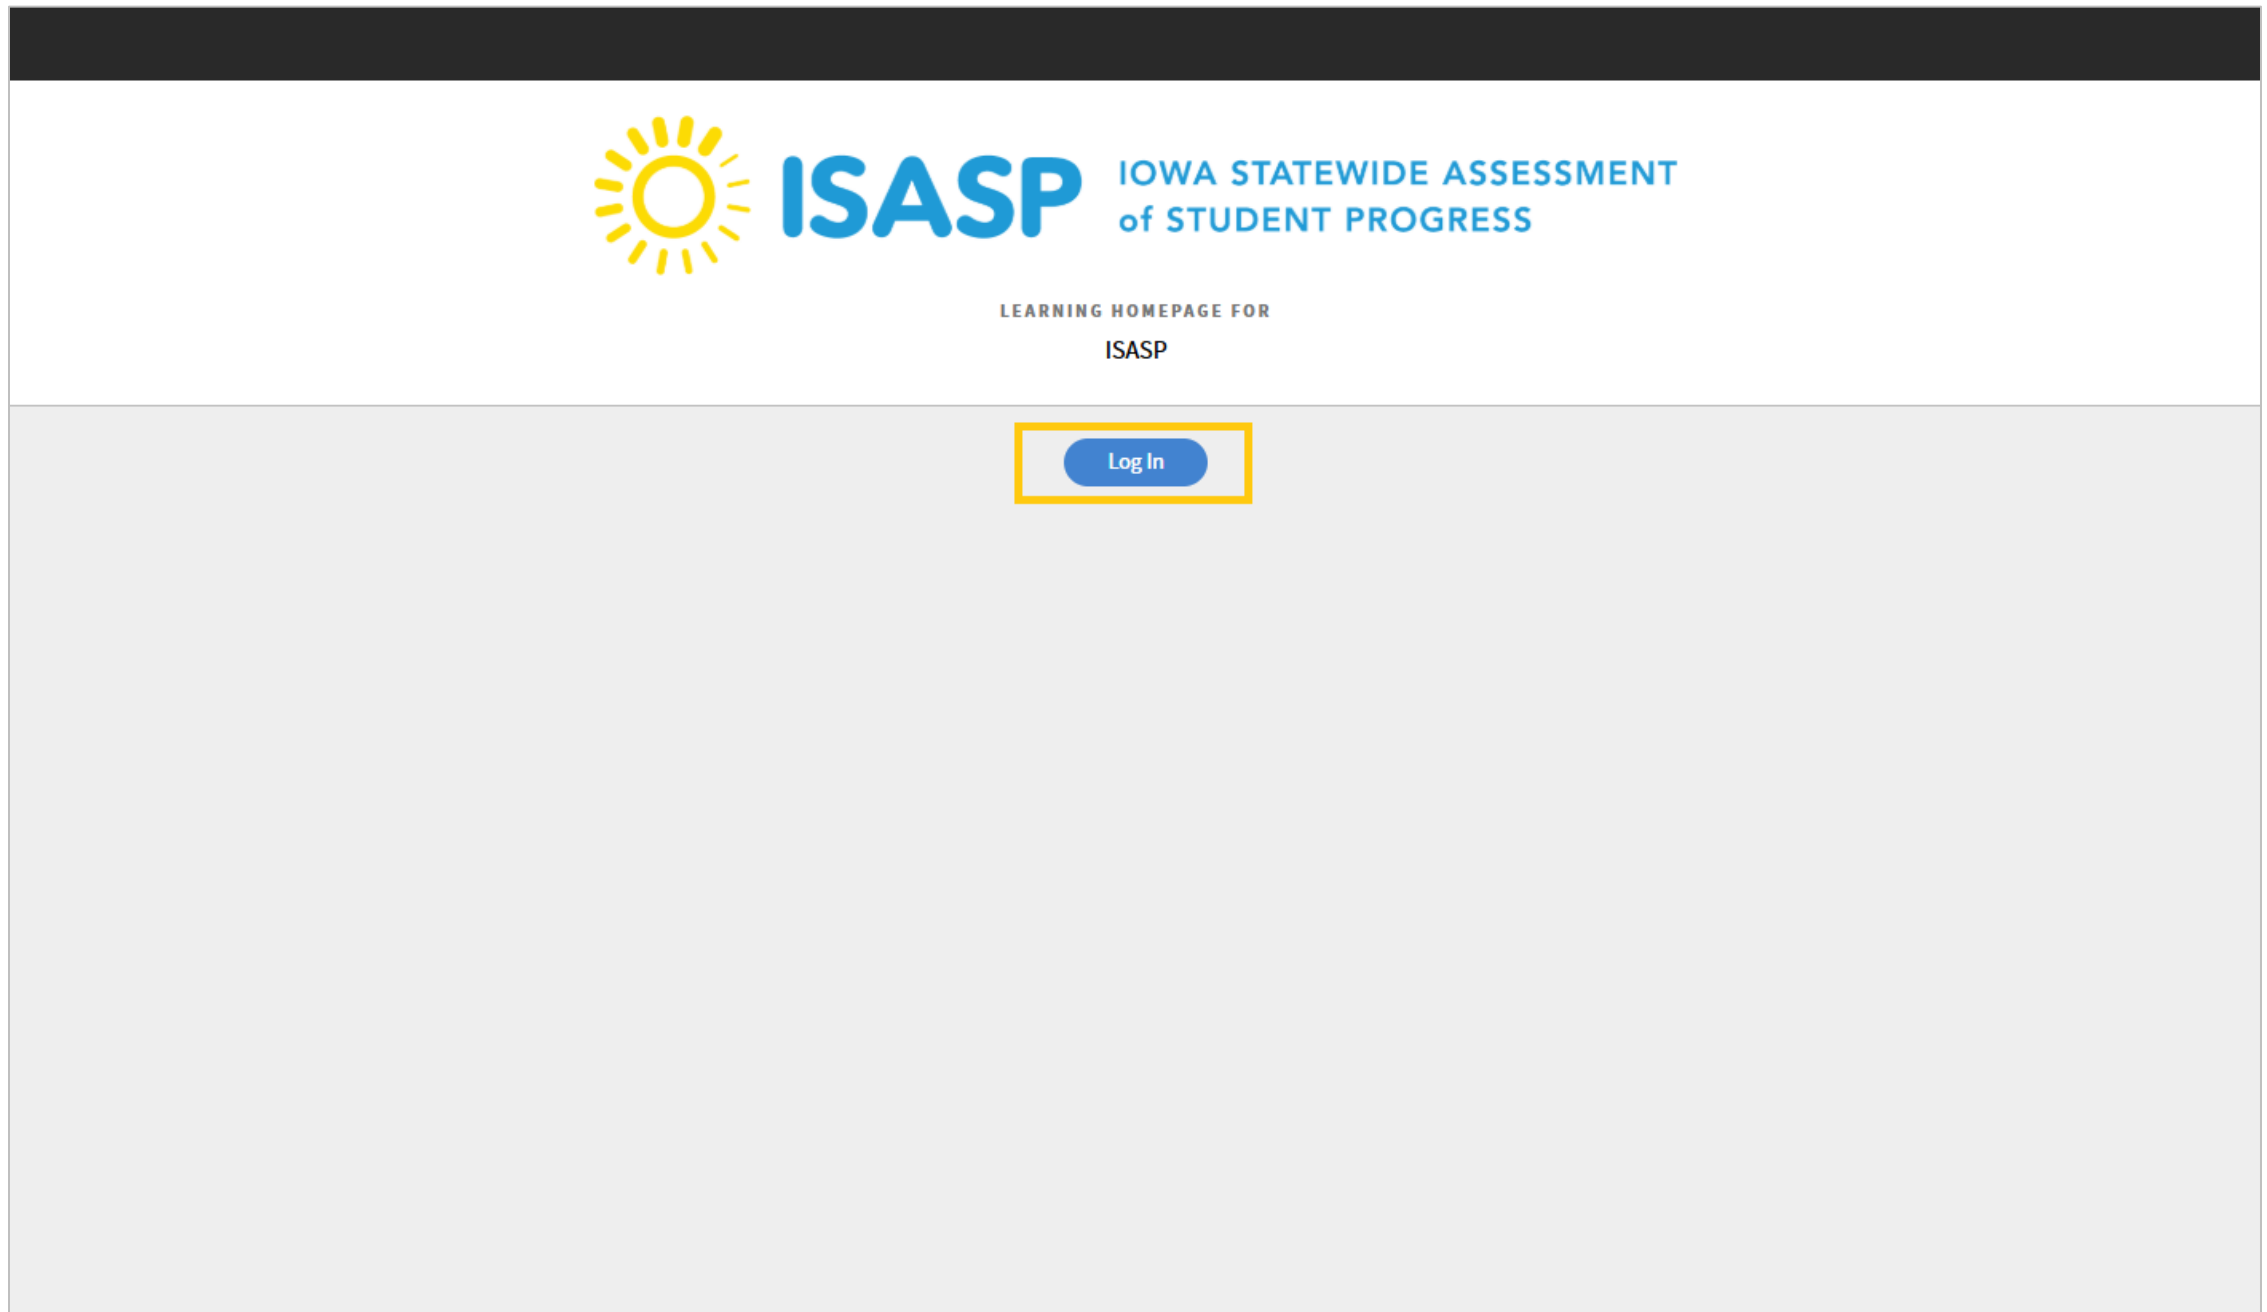 ISASP
IOWA STATEWIDE ASSESSMENT
of STUDENT PROGRESS
LEARNING HOMEPAGE FOR
ISASP
Log In